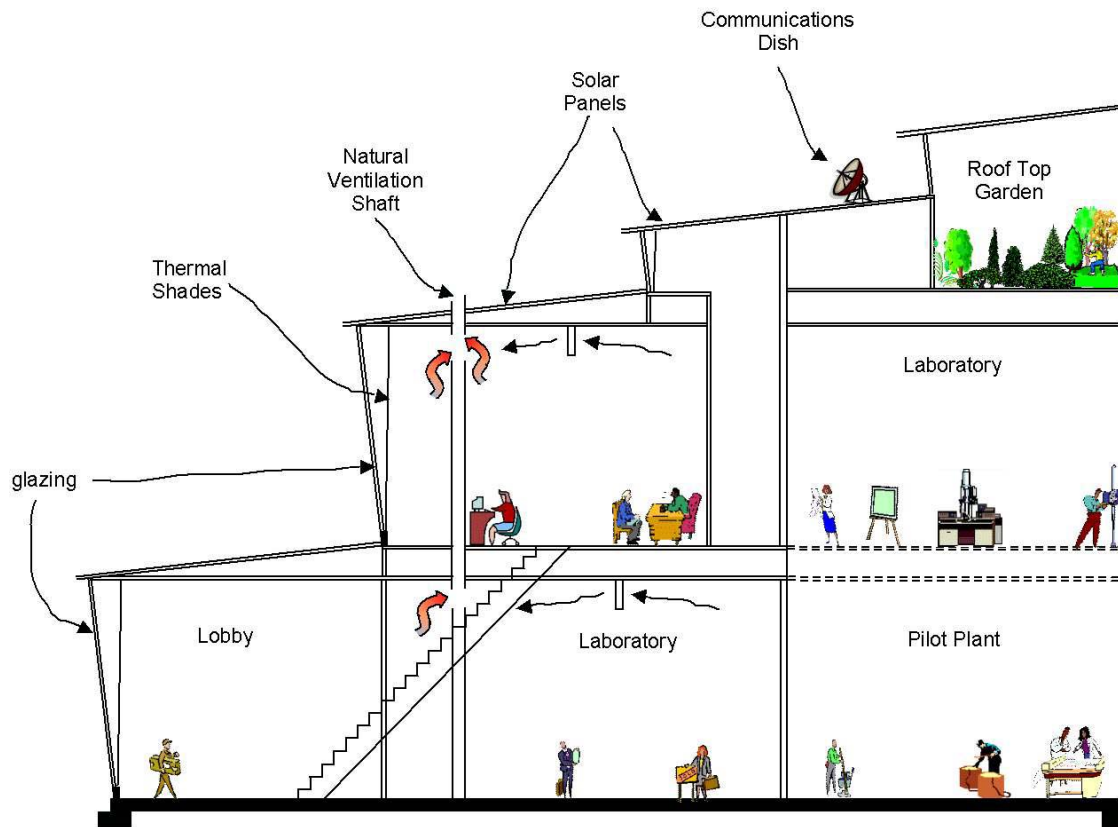 Communications
Dish
Solar
Panels
Natural
Ventilation
Shaft
Roof Top
Garden
Thermal
Shades
Laboratory
glazing
Lobby
Laboratory
Pilot Plant